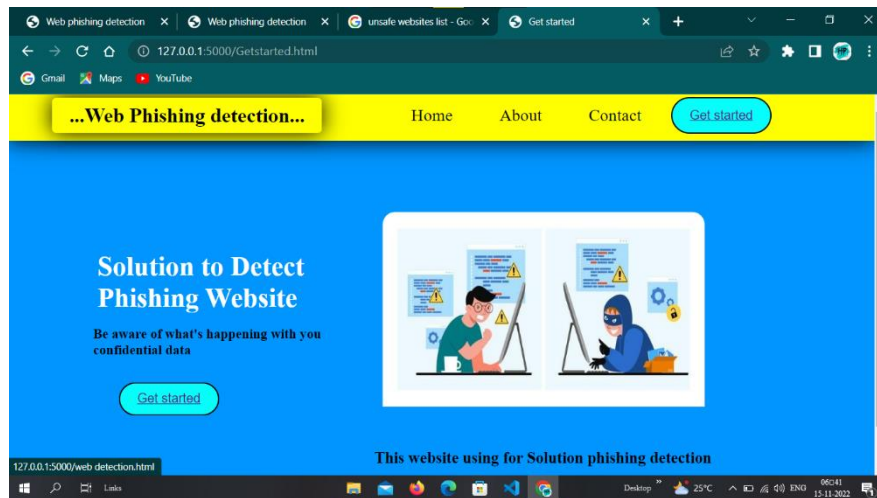 Web phishing detection
Web phishing detection
unsafe websites list - Goo
Get started
127.0.0.1:5000/Getstarted.html
Gmail
Maps
YouTube
...Web Phishing detection...
Home
About
Contact
Get started
Solution to Detect
Phishing Website
Be aware of what's happening with you
confidential data
Get started
This website using for Solution phishing detection
127.0.0.1:5000/web detection.html
Links
Desktop
25°C
ENG
06:41
15-11-2022